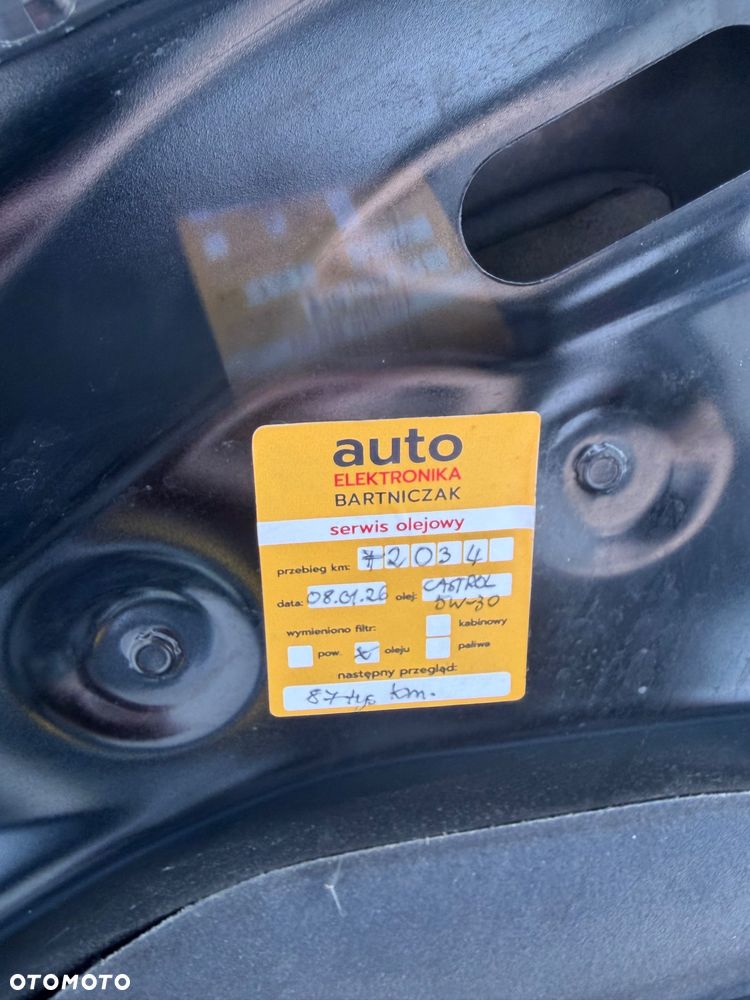 auto
ELEKTRONIKA
BARTNICZAK
serwis olejowy
przebieg km: 72034
data: 08.01.26 olej: CASTROL 5W-30
wymieniono filtr: kabinowy
pow. x oleju paliwa
następny przegląd:
87 tyś km.
OTOMOTO